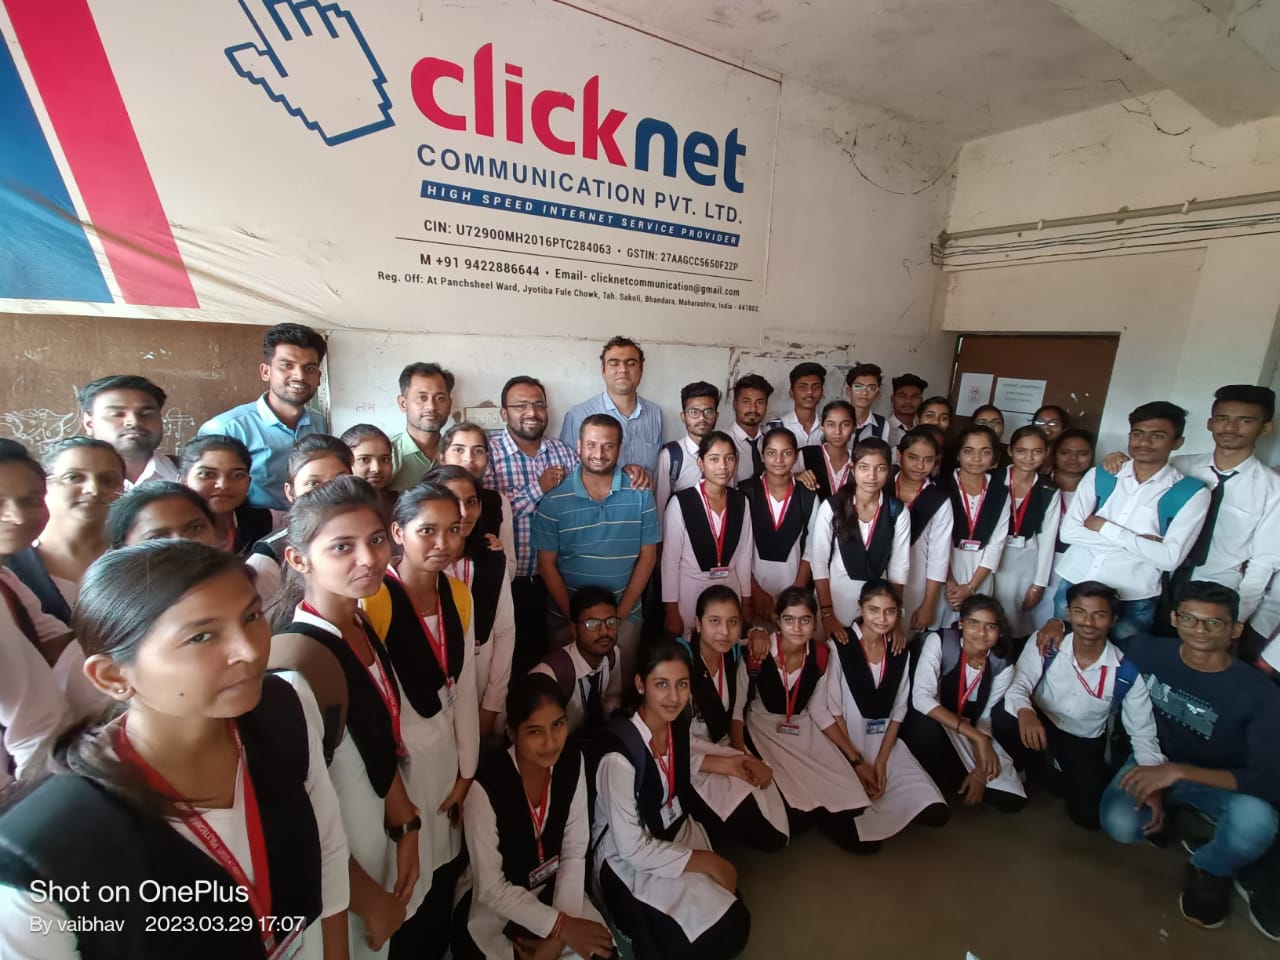 clicknet
COMMUNICATION PVT. LTD.
HIGH SPEED INTERNET SERVICE PROVIDER
CIN: U72900MH2016PTC284063 • GSTIN: 27AAGCC5650F2ZP
M +91 9422886644 • Email- clicknetcommunication@gmail.com
Reg. Off: At Panchsheel Ward, Jyotiba Fule Chowk, Tah. Sakoli, Bhandara, Maharashtra, India - 441802
Shot on OnePlus
By vaibhav 2023.03.29 17:07